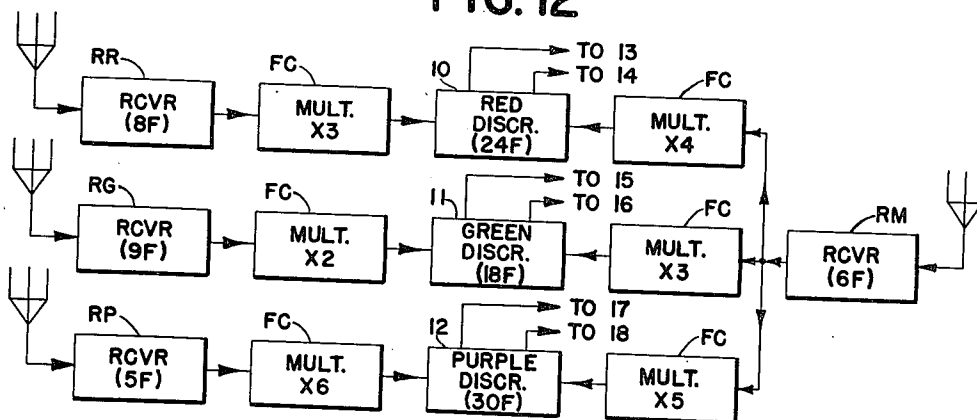 FIG. 12
RR
RCVR
(8F)
FC
MULT.
X3
10
RED
DISCR.
(24F)
TO 13
TO 14
FC
MULT.
X4
RG
RCVR
(9F)
FC
MULT.
X2
11
GREEN
DISCR.
(18F)
TO 15
TO 16
FC
MULT.
X3
RM
RCVR
(6F)
RP
RCVR
(5F)
FC
MULT.
X6
12
PURPLE
DISCR.
(30F)
TO 17
TO 18
FC
MULT.
X5